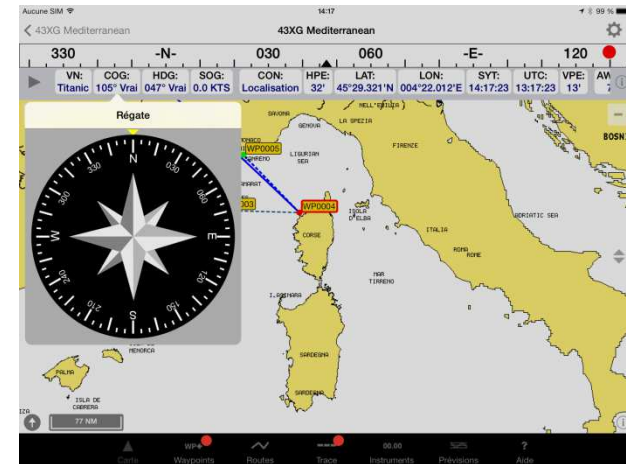 Aucune SIM 14:17 99 %
43XG Mediterranean 43XG Mediterranean
330 -N- 030 060 -E- 120
VN: COG: HDG: SOG: CON: HPE: LAT: LON: SYT: UTC: VPE:
Titanic 105° Vrai 047° Vrai 0.0 KTS Localisation 32' 45°29.321'N 004°22.012'E 14:17:23 13:17:23 13'
Régate
SAVONA
GENOVA
LA SPEZIA
BOSN
FIRENZE
WP0005
LIGURIAN
SEA
WP0004
ISOLA
D'ELBA
ADRIATIC SEA
CORSE
ITALIA
ROMA
ROME
MAR
TIRRENO
N
030
060
E
120
150
S
210
240
W
300
330
MENORCA
SARDEGNA
PALMA
SARDEGNA
ISLA DE
CABRERA
77 NM
WP+ 00.00 ?
Carte Waypoints Routes Trace Instruments Prévisions Aide